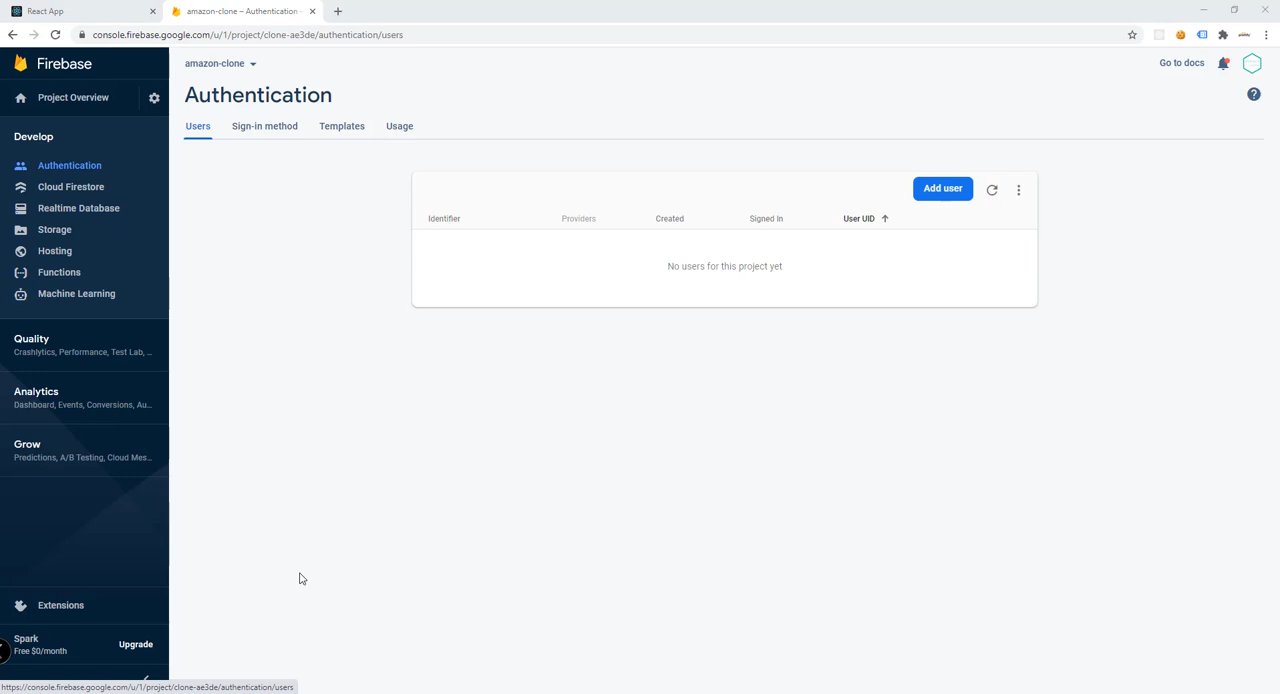 React App
amazon-clone – Authentication -
console.firebase.google.com/u/1/project/clone-ae3de/authentication/users
Firebase
Project Overview
Develop
Authentication
Cloud Firestore
Realtime Database
Storage
Hosting
Functions
Machine Learning
Quality
Crashlytics, Performance, Test Lab, ...
Analytics
Dashboard, Events, Conversions, Au...
Grow
Predictions, A/B Testing, Cloud Mes...
Extensions
Spark
Free $0/month
Upgrade
amazon-clone
Go to docs
Authentication
Users Sign-in method Templates Usage
Add user
Identifier Providers Created Signed In User UID
No users for this project yet
https://console.firebase.google.com/u/1/project/clone-ae3de/authentication/users